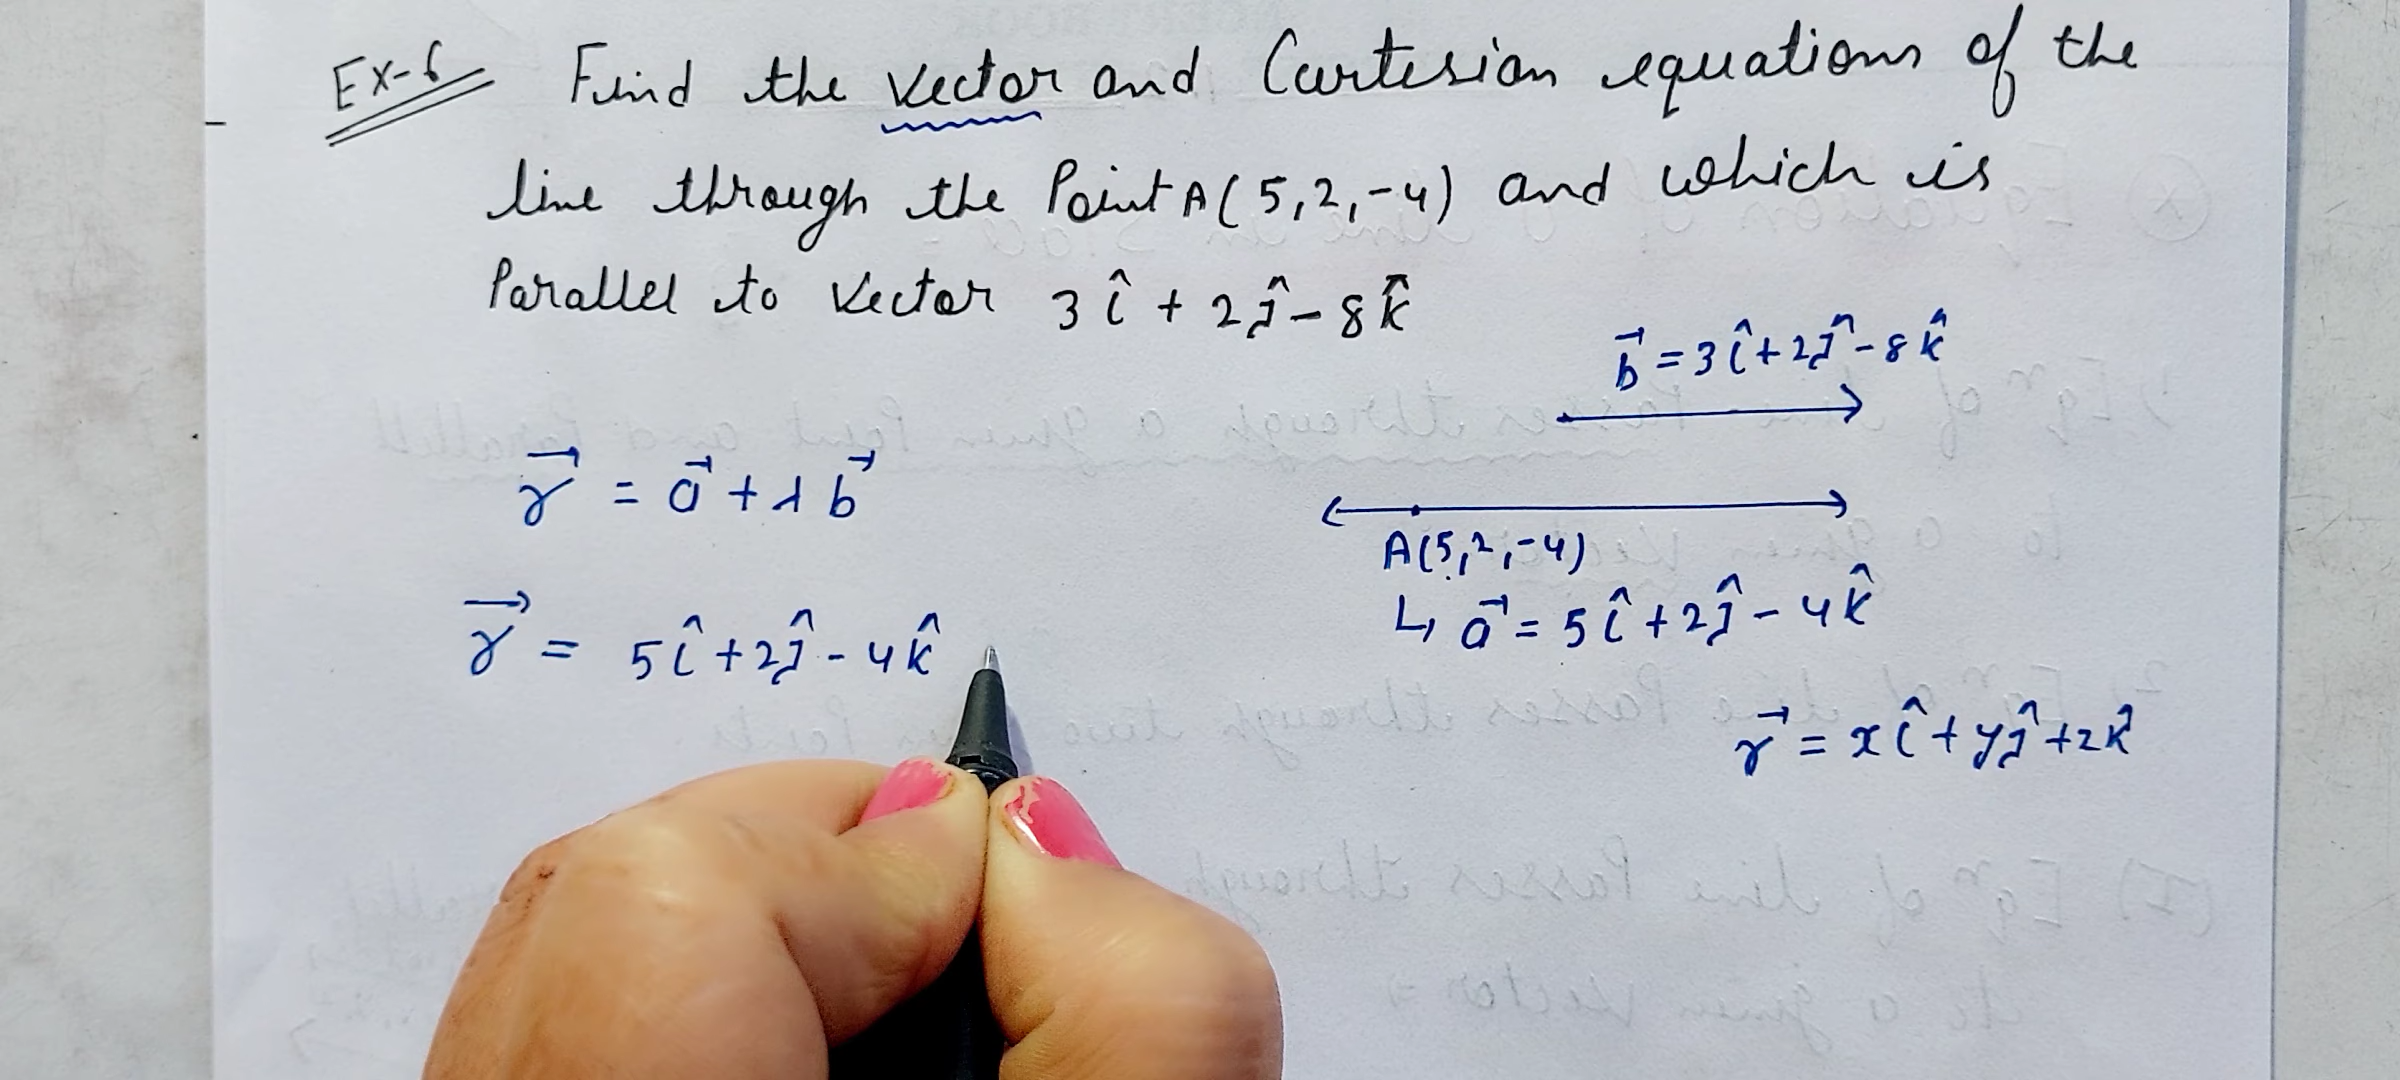 Ex-6 Find the vector and Cartesian equations of the
line through the Point A(5,2,-4) and which is
Parallel to vector 3î + 2ĵ - 8k̂
b⃗ = 3î + 2ĵ - 8k̂
r⃗ = a⃗ + λ b⃗
A(5,2,-4)
↳ a⃗ = 5î + 2ĵ - 4k̂
r⃗ = 5î + 2ĵ - 4k̂
r⃗ = xî + yĵ + zk̂